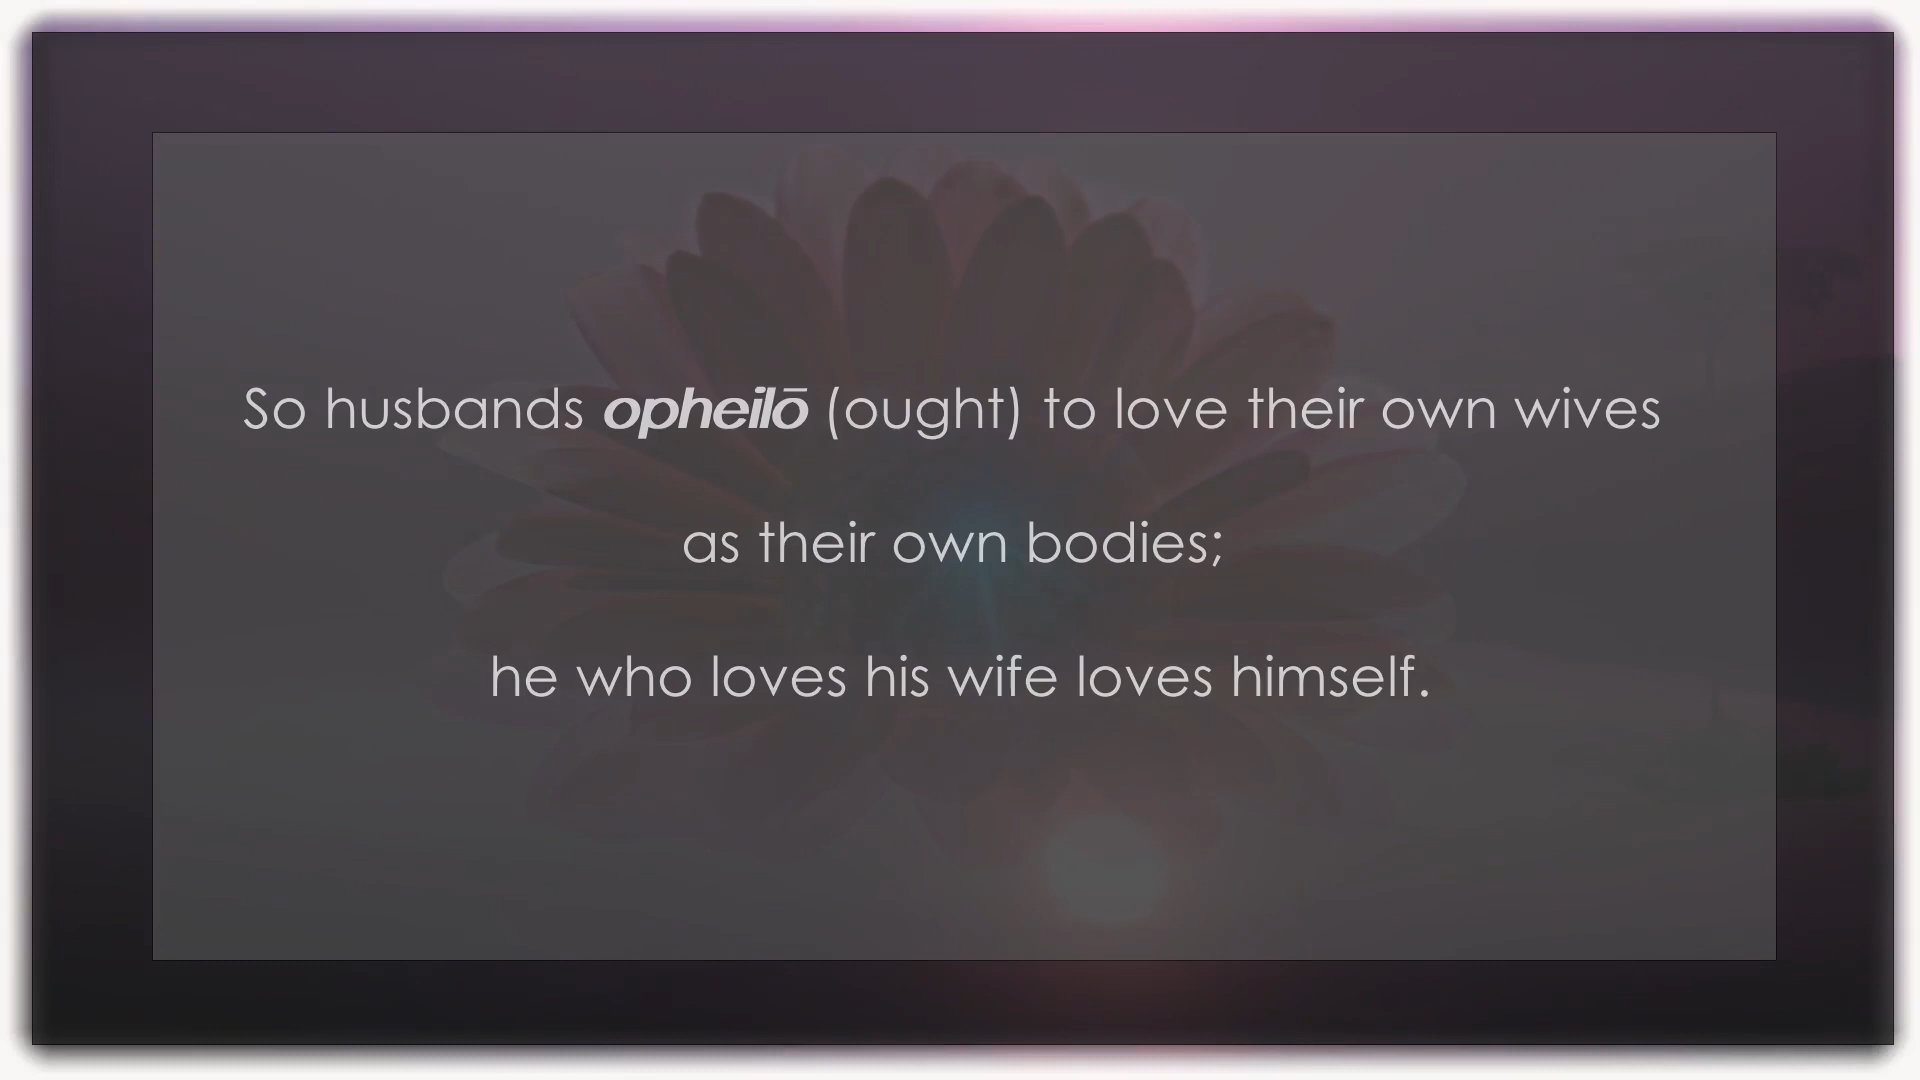 So husbands opheilō (ought) to love their own wives
as their own bodies;
he who loves his wife loves himself.